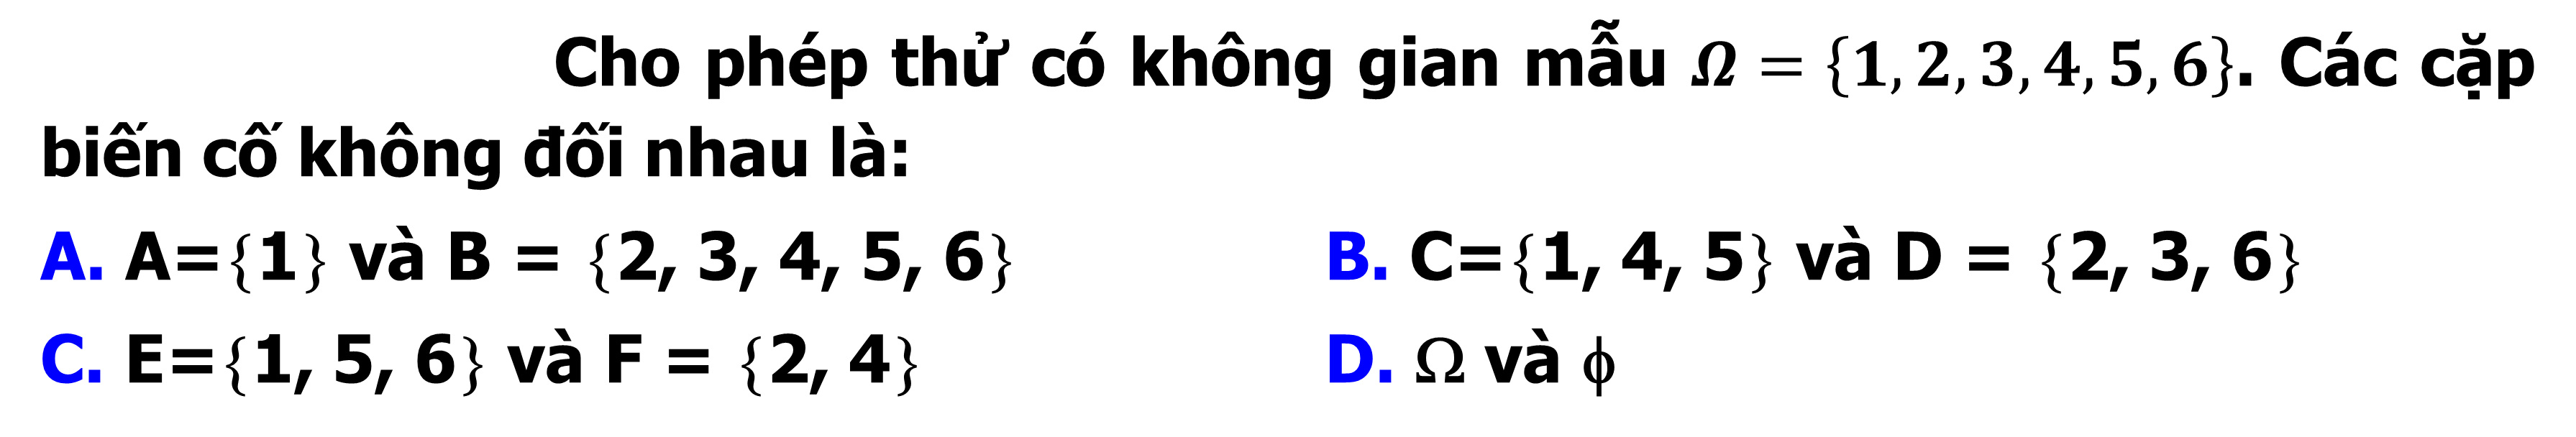 Cho phép thử có không gian mẫu Ω = {1, 2, 3, 4, 5, 6}. Các cặp
biến cố không đối nhau là:
A. A={1} và B = {2, 3, 4, 5, 6} B. C={1, 4, 5} và D = {2, 3, 6}
C. E={1, 5, 6} và F = {2, 4} D. Ω và ϕ